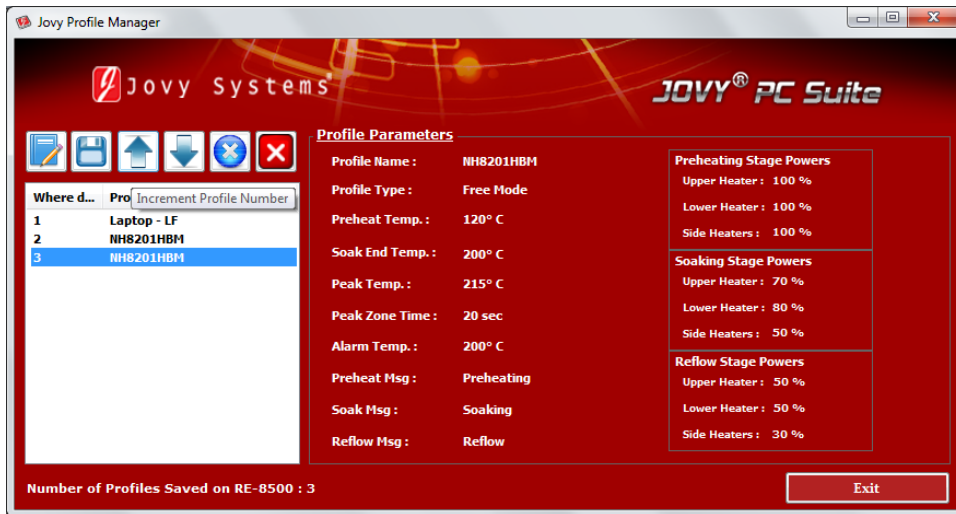 Jovy Profile Manager
Jovy Systems
JOVY® PC Suite
Where d... Pro
Increment Profile Number
1 Laptop - LF
2 NH8201HBM
3 NH8201HBM
Profile Parameters
Profile Name : NH8201HBM
Profile Type : Free Mode
Preheat Temp. : 120° C
Soak End Temp. : 200° C
Peak Temp. : 215° C
Peak Zone Time : 20 sec
Alarm Temp. : 200° C
Preheat Msg : Preheating
Soak Msg : Soaking
Reflow Msg : Reflow
Preheating Stage Powers
Upper Heater : 100 %
Lower Heater : 100 %
Side Heaters : 100 %
Soaking Stage Powers
Upper Heater : 70 %
Lower Heater : 80 %
Side Heaters : 50 %
Reflow Stage Powers
Upper Heater : 50 %
Lower Heater : 50 %
Side Heaters : 30 %
Number of Profiles Saved on RE-8500 : 3
Exit